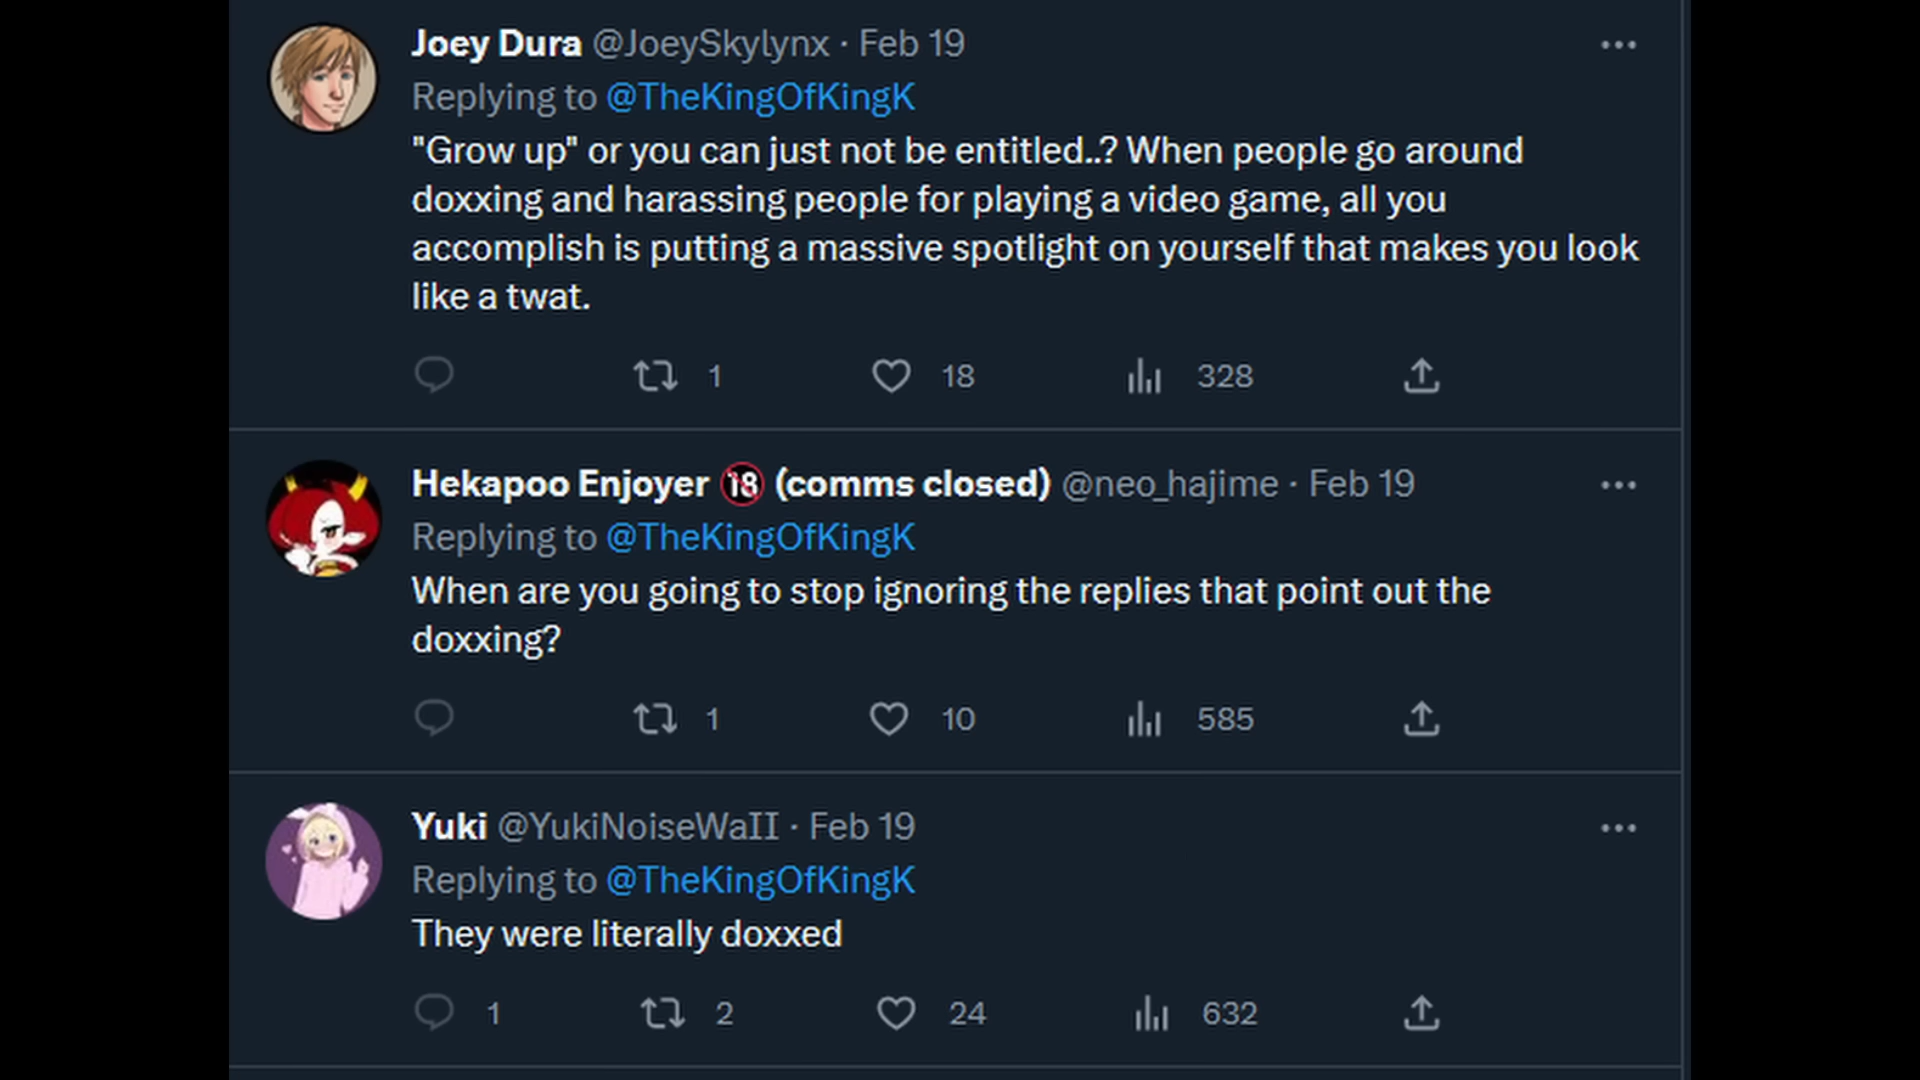 Joey Dura @JoeySkylynx · Feb 19
Replying to @TheKingOfKingK
"Grow up" or you can just not be entitled..? When people go around
doxxing and harassing people for playing a video game, all you
accomplish is putting a massive spotlight on yourself that makes you look
like a twat.
1 18 328
Hekapoo Enjoyer 🔞 (comms closed) @neo_hajime · Feb 19
Replying to @TheKingOfKingK
When are you going to stop ignoring the replies that point out the
doxxing?
1 10 585
Yuki @YukiNoiseWaII · Feb 19
Replying to @TheKingOfKingK
They were literally doxxed
1 2 24 632